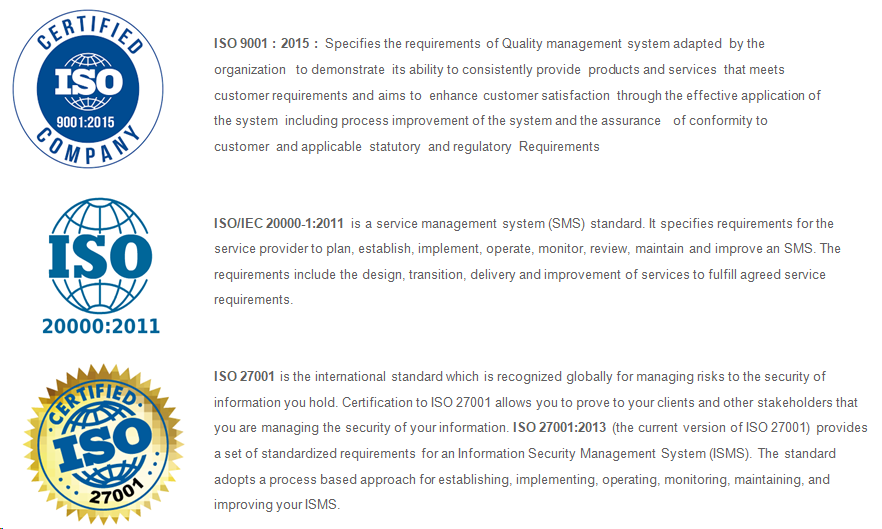 CERTIFIED
ISO
9001:2015
COMPANY
ISO 9001 : 2015 : Specifies the requirements of Quality management system adapted by the
organization to demonstrate its ability to consistently provide products and services that meets
customer requirements and aims to enhance customer satisfaction through the effective application of
the system including process improvement of the system and the assurance of conformity to
customer and applicable statutory and regulatory Requirements
ISO
20000:2011
ISO/IEC 20000-1:2011 is a service management system (SMS) standard. It specifies requirements for the
service provider to plan, establish, implement, operate, monitor, review, maintain and improve an SMS. The
requirements include the design, transition, delivery and improvement of services to fulfill agreed service
requirements.
CERTIFIED
ISO
27001
ISO 27001 is the international standard which is recognized globally for managing risks to the security of
information you hold. Certification to ISO 27001 allows you to prove to your clients and other stakeholders that
you are managing the security of your information. ISO 27001:2013 (the current version of ISO 27001) provides
a set of standardized requirements for an Information Security Management System (ISMS). The standard
adopts a process based approach for establishing, implementing, operating, monitoring, maintaining, and
improving your ISMS.